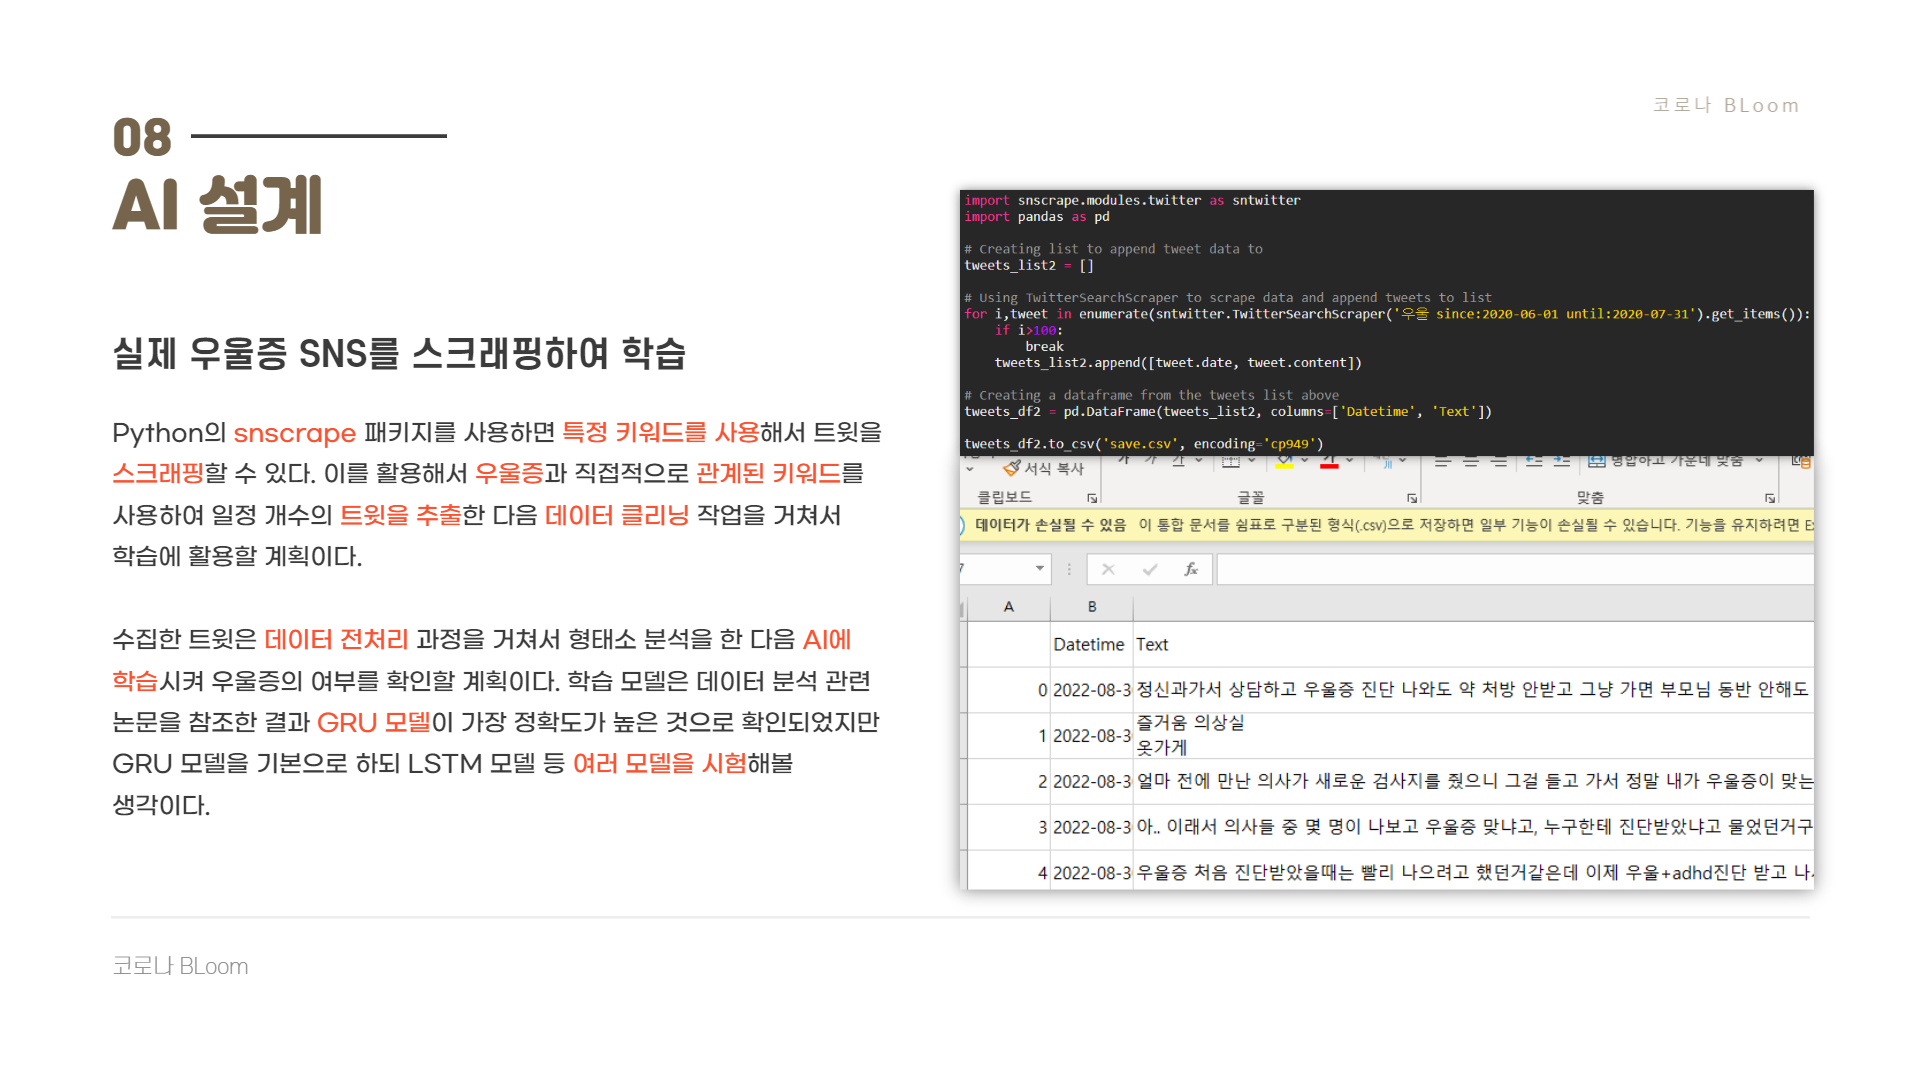 코로나 BLoom
08
AI 설계
실제 우울증 SNS를 스크래핑하여 학습
Python의 snscrape 패키지를 사용하면 특정 키워드를 사용해서 트윗을
스크래핑할 수 있다. 이를 활용해서 우울증과 직접적으로 관계된 키워드를
사용하여 일정 개수의 트윗을 추출한 다음 데이터 클리닝 작업을 거쳐서
학습에 활용할 계획이다.
수집한 트윗은 데이터 전처리 과정을 거쳐서 형태소 분석을 한 다음 AI에
학습시켜 우울증의 여부를 확인할 계획이다. 학습 모델은 데이터 분석 관련
논문을 참조한 결과 GRU 모델이 가장 정확도가 높은 것으로 확인되었지만
GRU 모델을 기본으로 하되 LSTM 모델 등 여러 모델을 시험해볼
생각이다.
import snscrape.modules.twitter as sntwitter
import pandas as pd
# Creating list to append tweet data to
tweets_list2 = []
# Using TwitterSearchScraper to scrape data and append tweets to list
for i,tweet in enumerate(sntwitter.TwitterSearchScraper('우울 since:2020-06-01 until:2020-07-31').get_items()):
if i>100:
break
tweets_list2.append([tweet.date, tweet.content])
# Creating a dataframe from the tweets list above
tweets_df2 = pd.DataFrame(tweets_list2, columns=['Datetime', 'Text'])
tweets_df2.to_csv('save.csv', encoding='cp949')
서식 복사 병합하고 가운데 맞춤
클립보드 글꼴 맞춤
데이터가 손실될 수 있음 이 통합 문서를 쉼표로 구분된 형식(.csv)으로 저장하면 일부 기능이 손실될 수 있습니다. 기능을 유지하려면
fx
A B
Datetime Text
0 2022-08-3 정신과가서 상담하고 우울증 진단 나와도 약 처방 안받고 그냥 가면 부모님 동반 안해도
즐거움 의상실
1 2022-08-3
옷가게
2 2022-08-3 얼마 전에 만난 의사가 새로운 검사지를 줬으니 그걸 들고 가서 정말 내가 우울증이 맞는
3 2022-08-3 아.. 이래서 의사들 중 몇 명이 나보고 우울증 맞냐고, 누구한테 진단받았냐고 물었던거구
4 2022-08-3 우울증 처음 진단받았을때는 빨리 나으려고 했던거같은데 이제 우울+adhd진단 받고
코로나 BLoom